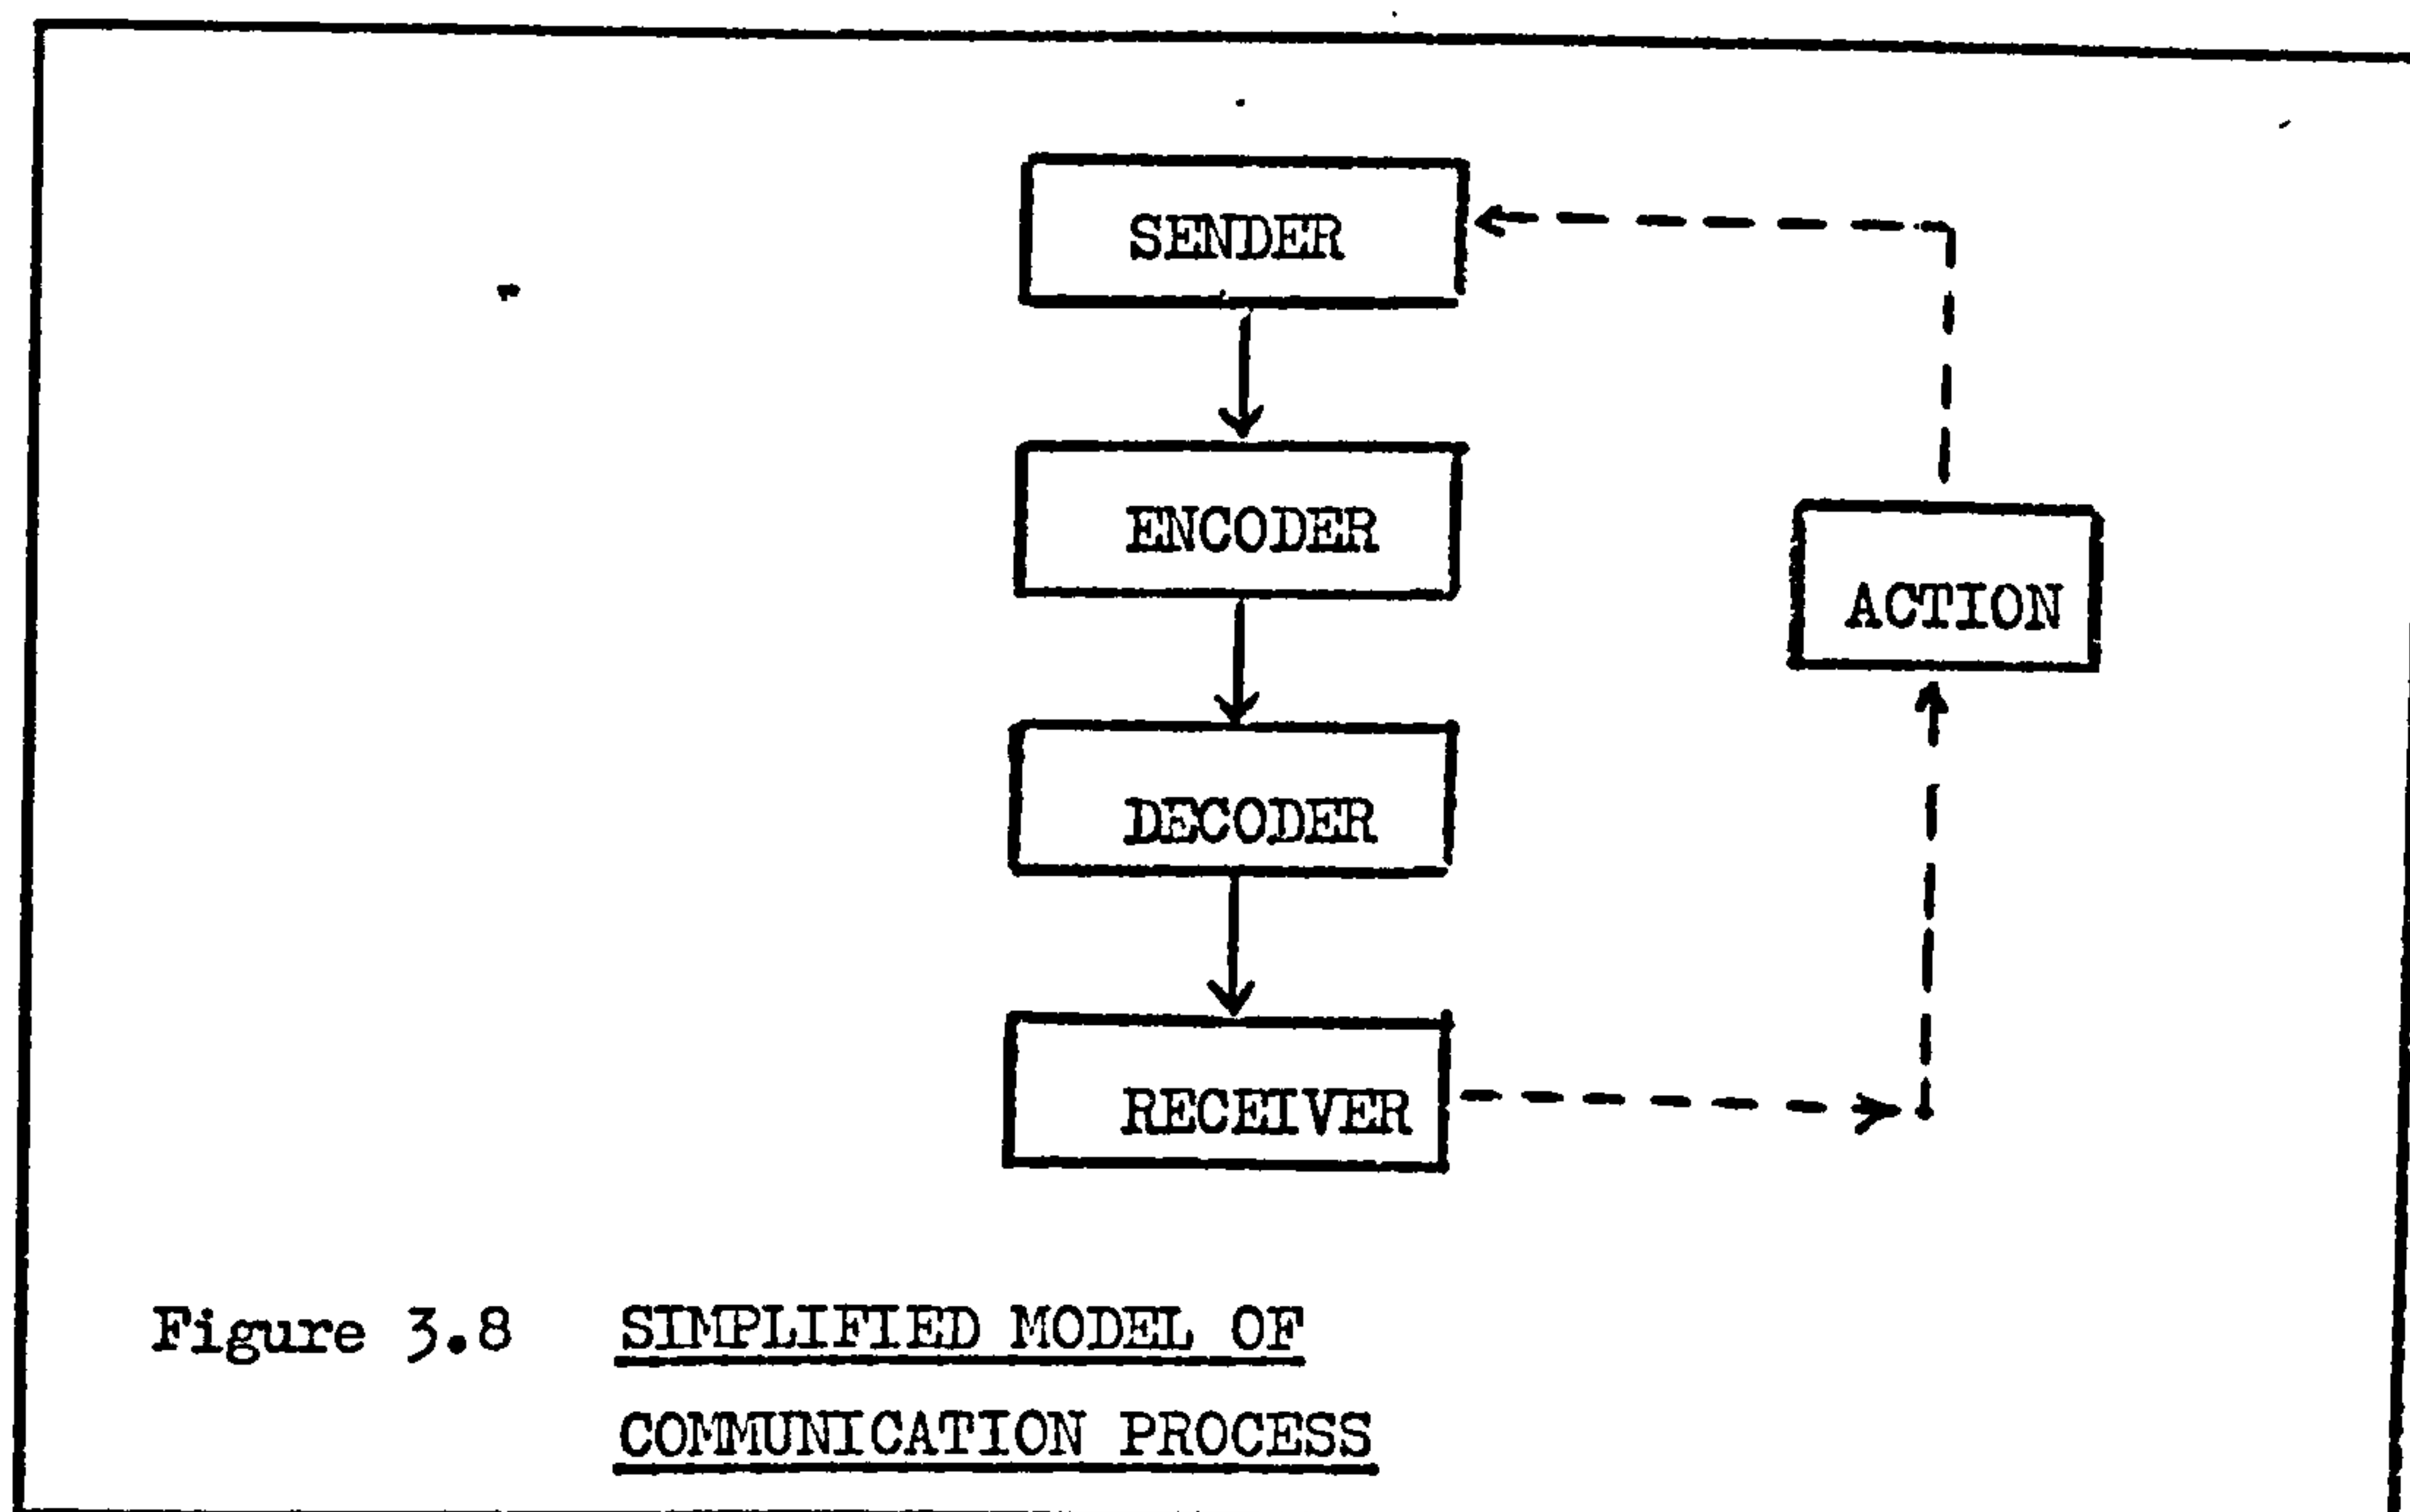 SENDER
ENCODER
ACTION
DECODER
RECEIVER
Figure 3.8 SIMPLIFIED MODEL OF
COMMUNICATION PROCESS